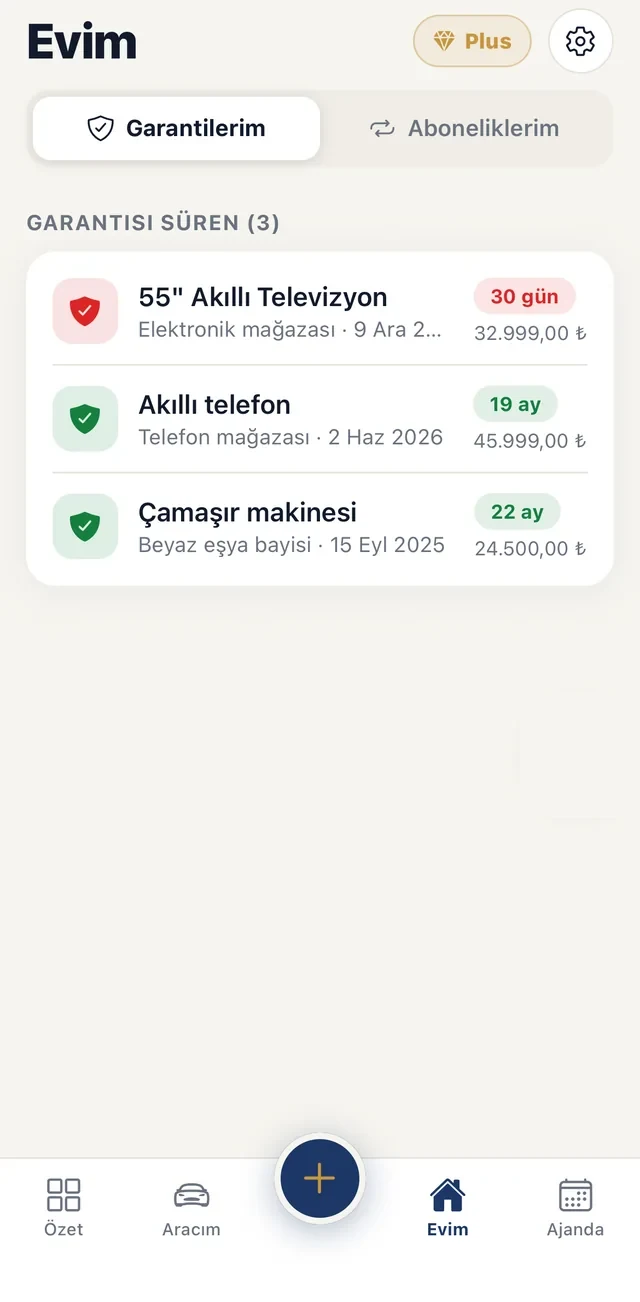 Evim
Plus
Garantilerim
Aboneliklerim
GARANTISI SÜREN (3)
55" Akıllı Televizyon
30 gün
Elektronik mağazası · 9 Ara 2...
32.999,00 ₺
Akıllı telefon
19 ay
Telefon mağazası · 2 Haz 2026
45.999,00 ₺
Çamaşır makinesi
22 ay
Beyaz eşya bayisi · 15 Eyl 2025
24.500,00 ₺
Özet
Aracım
Evim
Ajanda